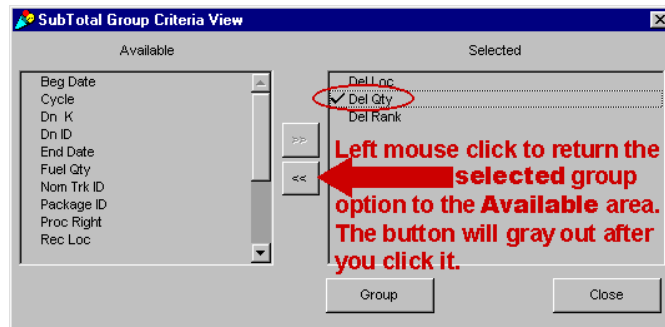 SubTotal Group Criteria View
Available
Selected
Beg Date
Cycle
Dn K
Dn ID
End Date
Fuel Qty
Nom Trk ID
Package ID
Proc Right
Rec Loc
>>
<<
Del Loc
Del Qty
Del Rank
Left mouse click to return the
selected group
option to the Available area.
The button will gray out after
you click it.
Group
Close